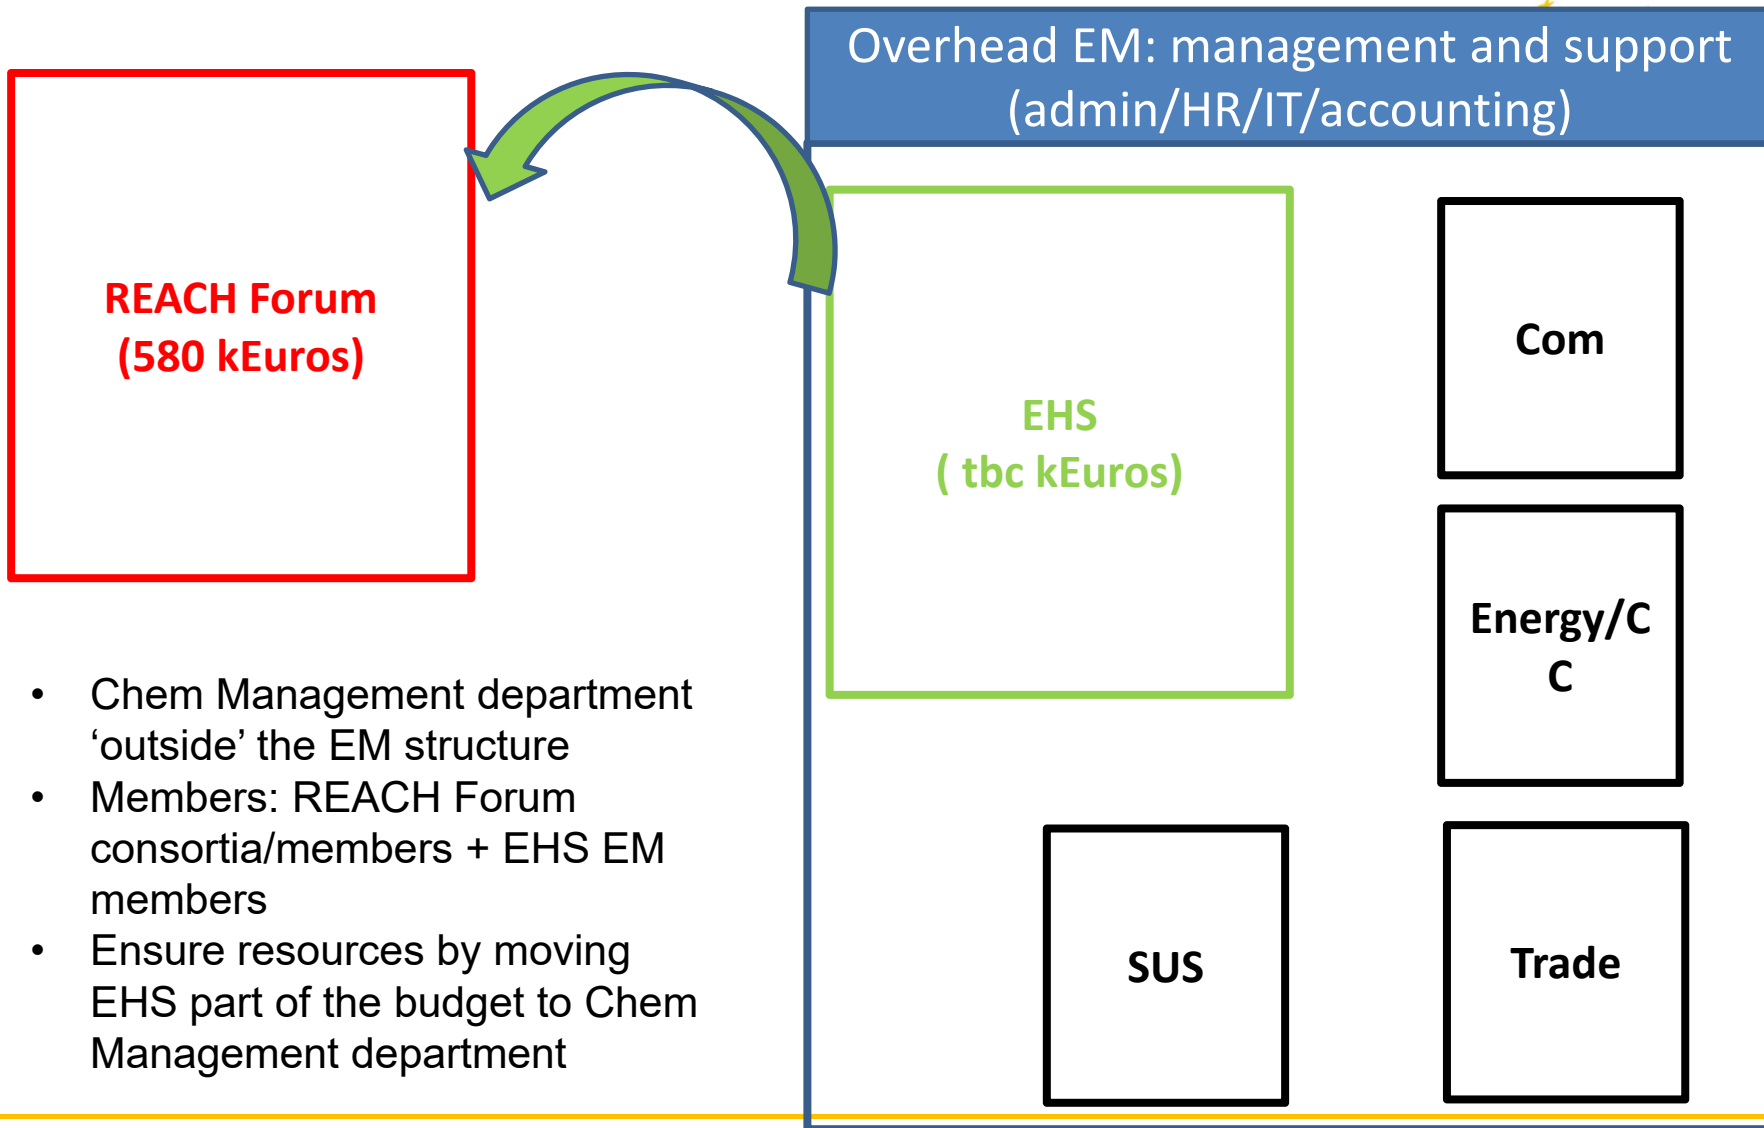 Overhead EM: management and support
(admin/HR/IT/accounting)
REACH Forum
(580 kEuros)
EHS
( tbc kEuros)
Com
Energy/C
C
SUS
Trade
• Chem Management department
‘outside’ the EM structure
• Members: REACH Forum
consortia/members + EHS EM
members
• Ensure resources by moving
EHS part of the budget to Chem
Management department